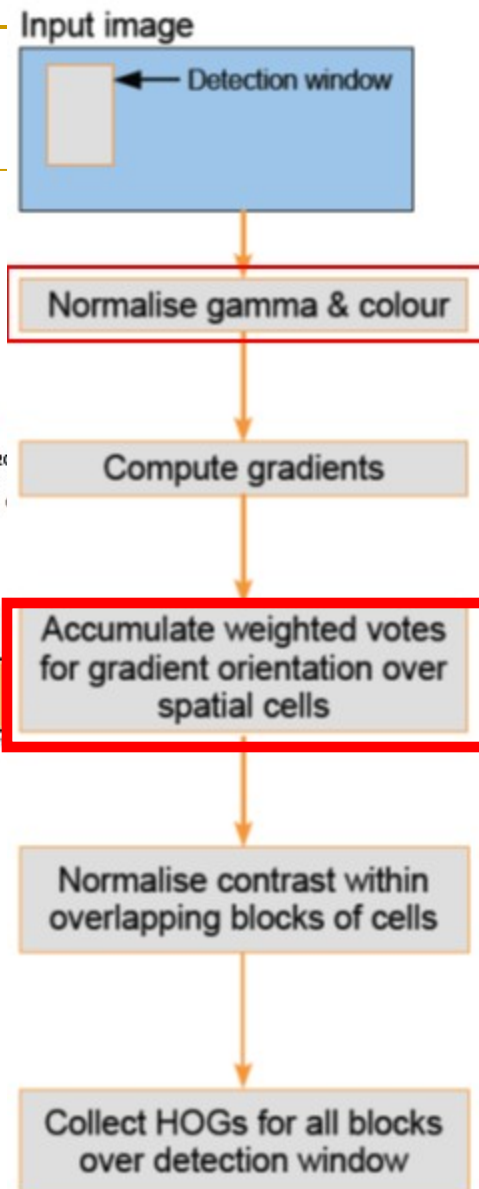 Input image
Detection window
Normalise gamma & colour
Compute gradients
Accumulate weighted votes
for gradient orientation over
spatial cells
Normalise contrast within
overlapping blocks of cells
Collect HOGs for all blocks
over detection window